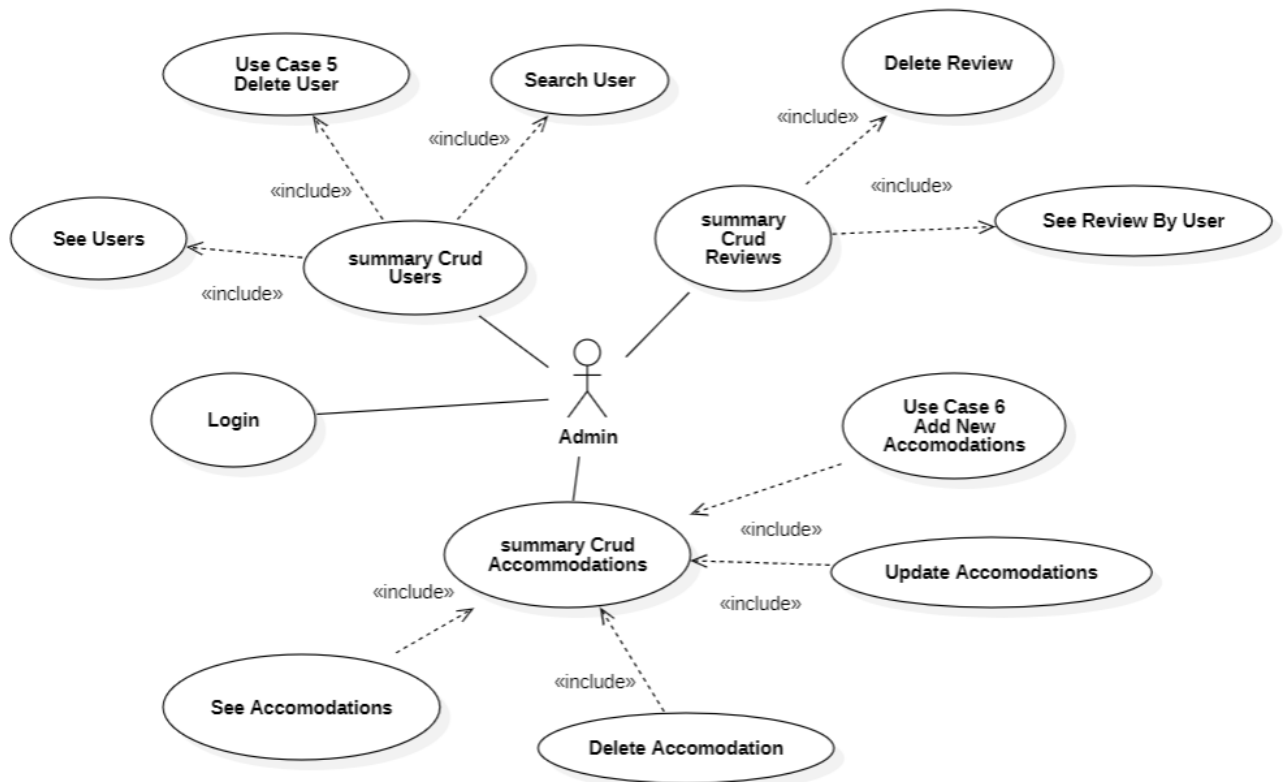 Use Case 5
Delete User
Search User
Delete Review
«include»
«include»
«include»
«include»
«include»
See Users
summary Crud
Users
«include»
summary
Crud
Reviews
See Review By User
Login
Admin
Use Case 6
Add New
Accomodations
summary Crud
Accommodations
«include»
Update Accomodations
«include»
«include»
See Accomodations
«include»
Delete Accomodation